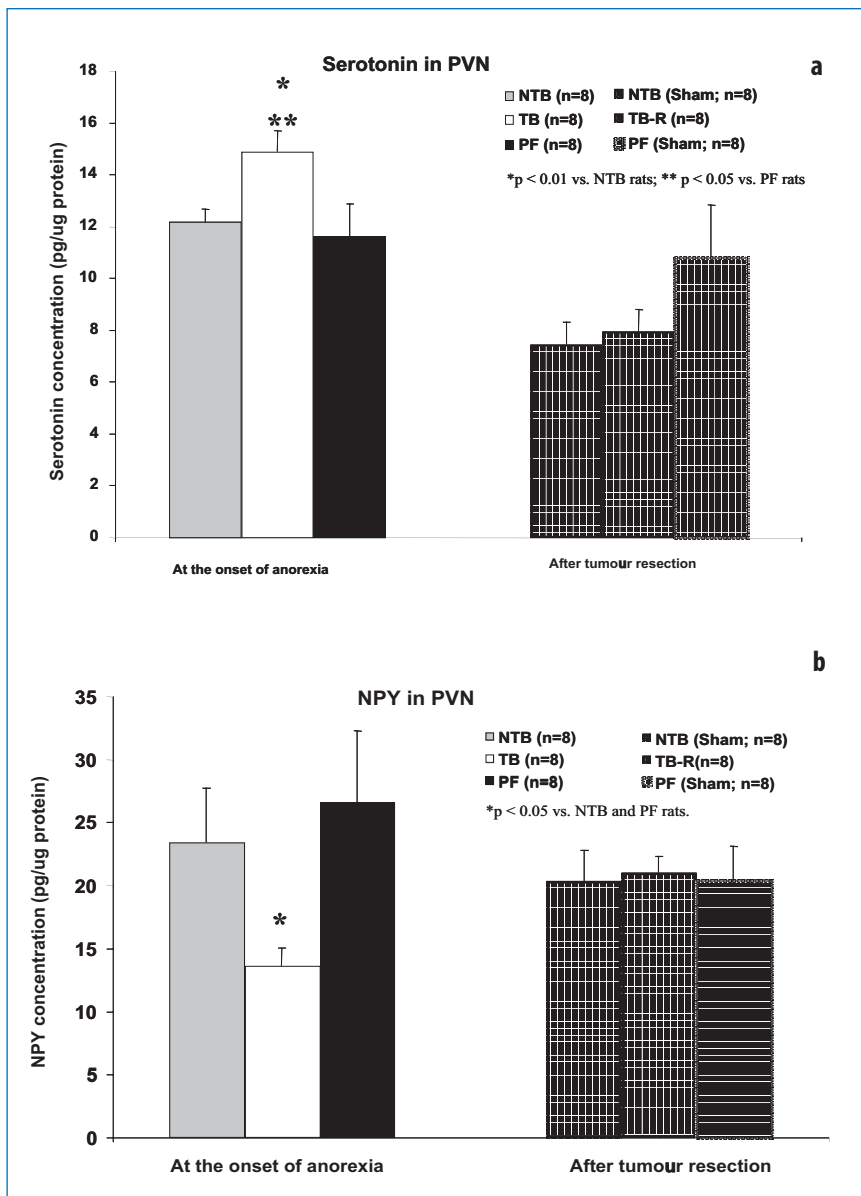 a
Serotonin in PVN
NTB (n=8)
NTB (Sham; n=8)
TB (n=8)
TB-R (n=8)
PF (n=8)
PF (Sham; n=8)
*p < 0.01 vs. NTB rats; ** p < 0.05 vs. PF rats
*
**
Serotonin concentration (pg/ug protein)
18
16
14
12
10
8
6
4
2
0
At the onset of anorexia
After tumour resection
b
NPY in PVN
NTB (n=8)
NTB (Sham; n=8)
TB (n=8)
TB-R(n=8)
PF (n=8)
PF (Sham; n=8)
*p < 0.05 vs. NTB and PF rats.
*
NPY concentration (pg/ug protein)
35
30
25
20
15
10
5
0
At the onset of anorexia
After tumour resection